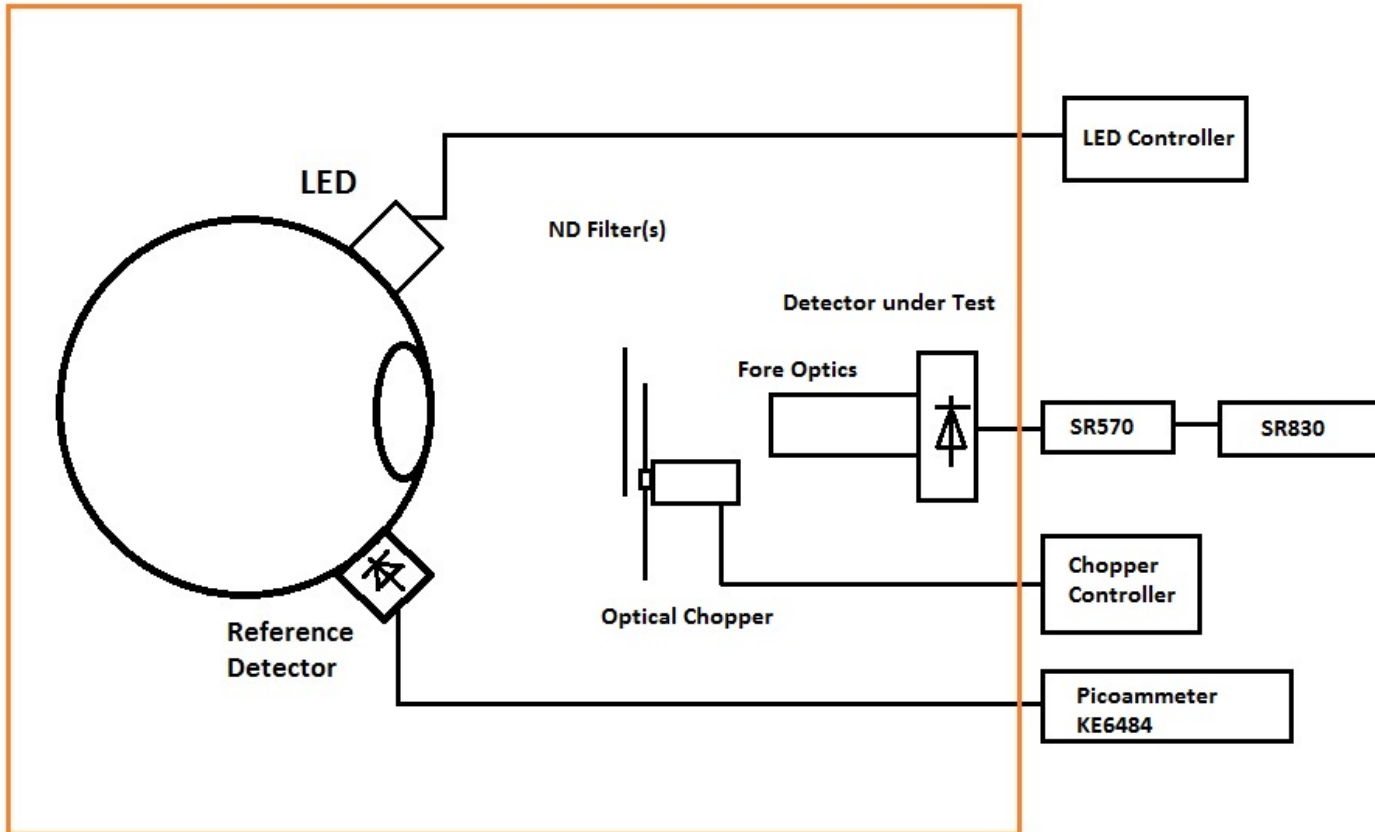 LED Controller
LED
ND Filter(s)
Detector under Test
Fore Optics
SR570
SR830
Chopper
Controller
Optical Chopper
Reference
Detector
Picoammeter
KE6484